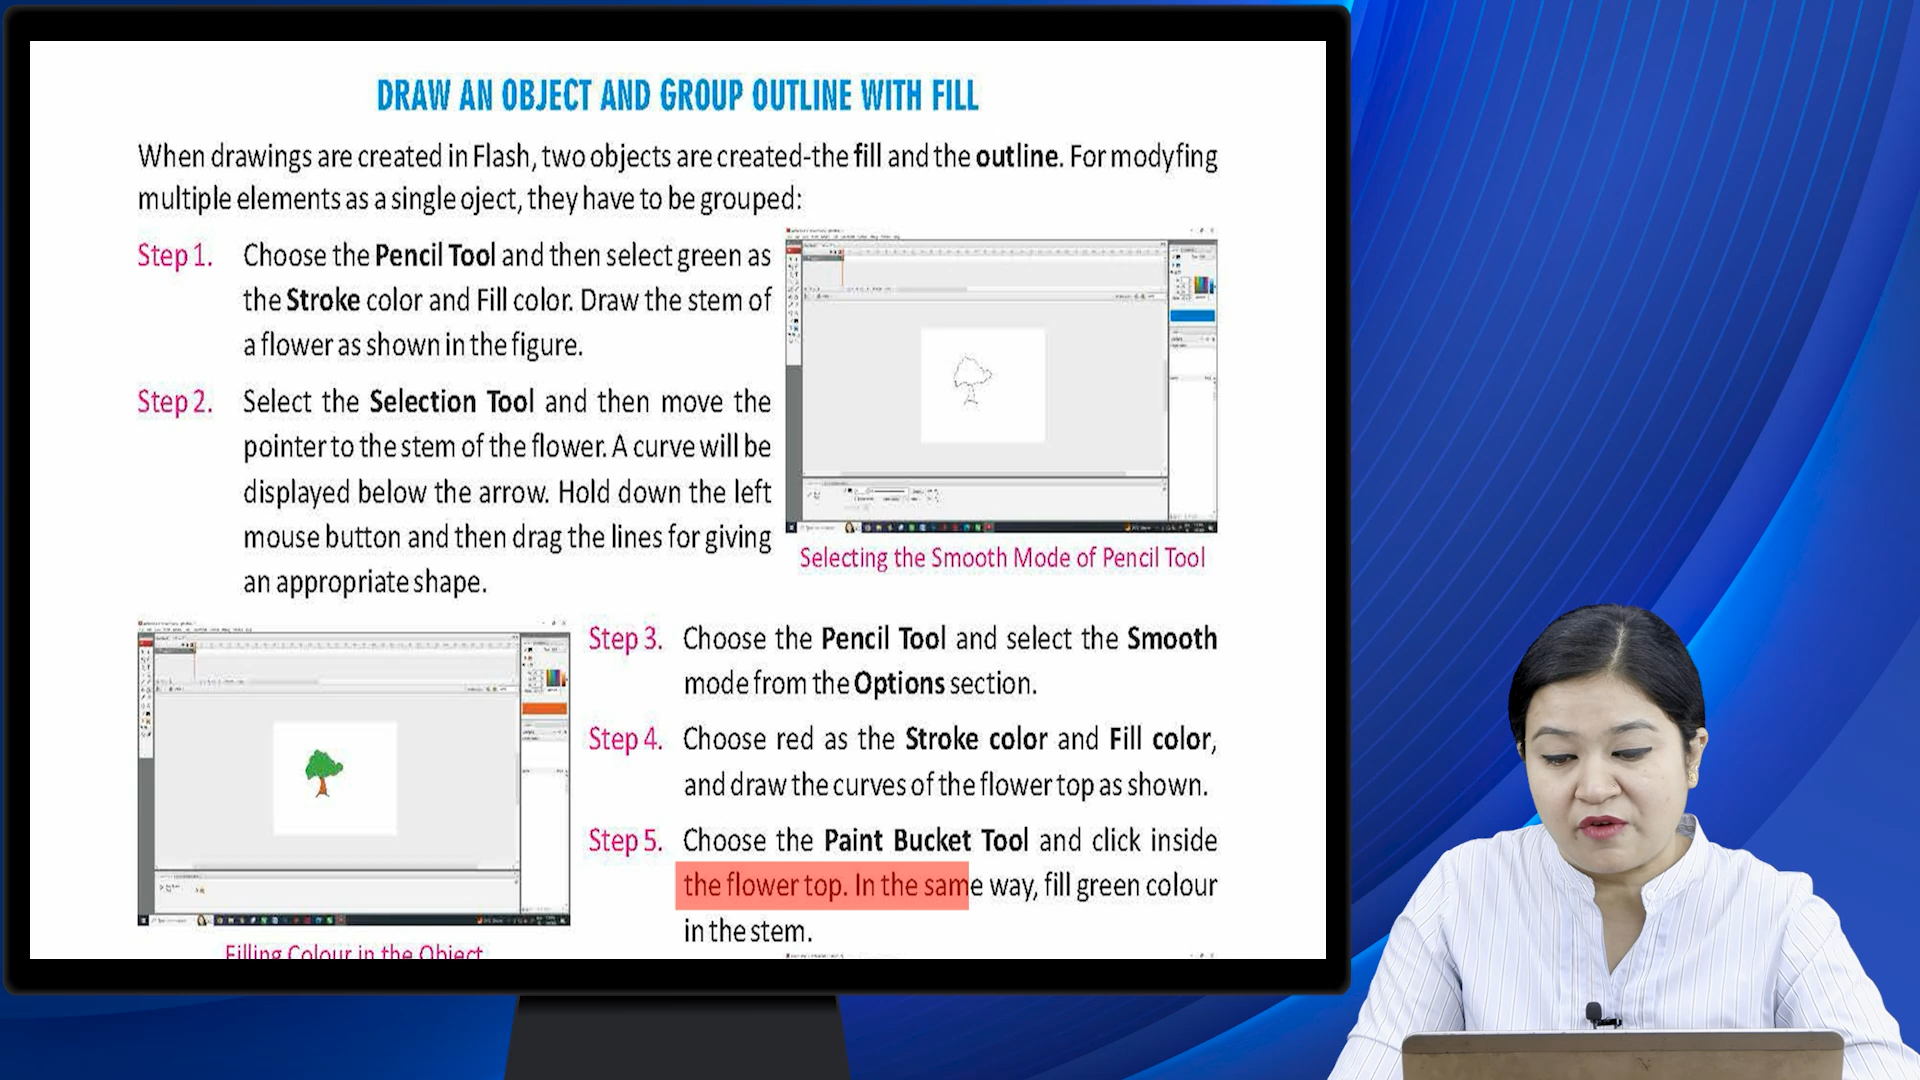 DRAW AN OBJECT AND GROUP OUTLINE WITH FILL
When drawings are created in Flash, two objects are created-the fill and the outline. For modyfing
multiple elements as a single oject, they have to be grouped:
Step 1. Choose the Pencil Tool and then select green as
the Stroke color and Fill color. Draw the stem of
a flower as shown in the figure.
Step 2. Select the Selection Tool and then move the
pointer to the stem of the flower. A curve will be
displayed below the arrow. Hold down the left
mouse button and then drag the lines for giving
an appropriate shape.
Selecting the Smooth Mode of Pencil Tool
Step 3. Choose the Pencil Tool and select the Smooth
mode from the Options section.
Step 4. Choose red as the Stroke color and Fill color,
and draw the curves of the flower top as shown.
Step 5. Choose the Paint Bucket Tool and click inside
the flower top. In the same way, fill green colour
in the stem.
Filling Colour in the Object